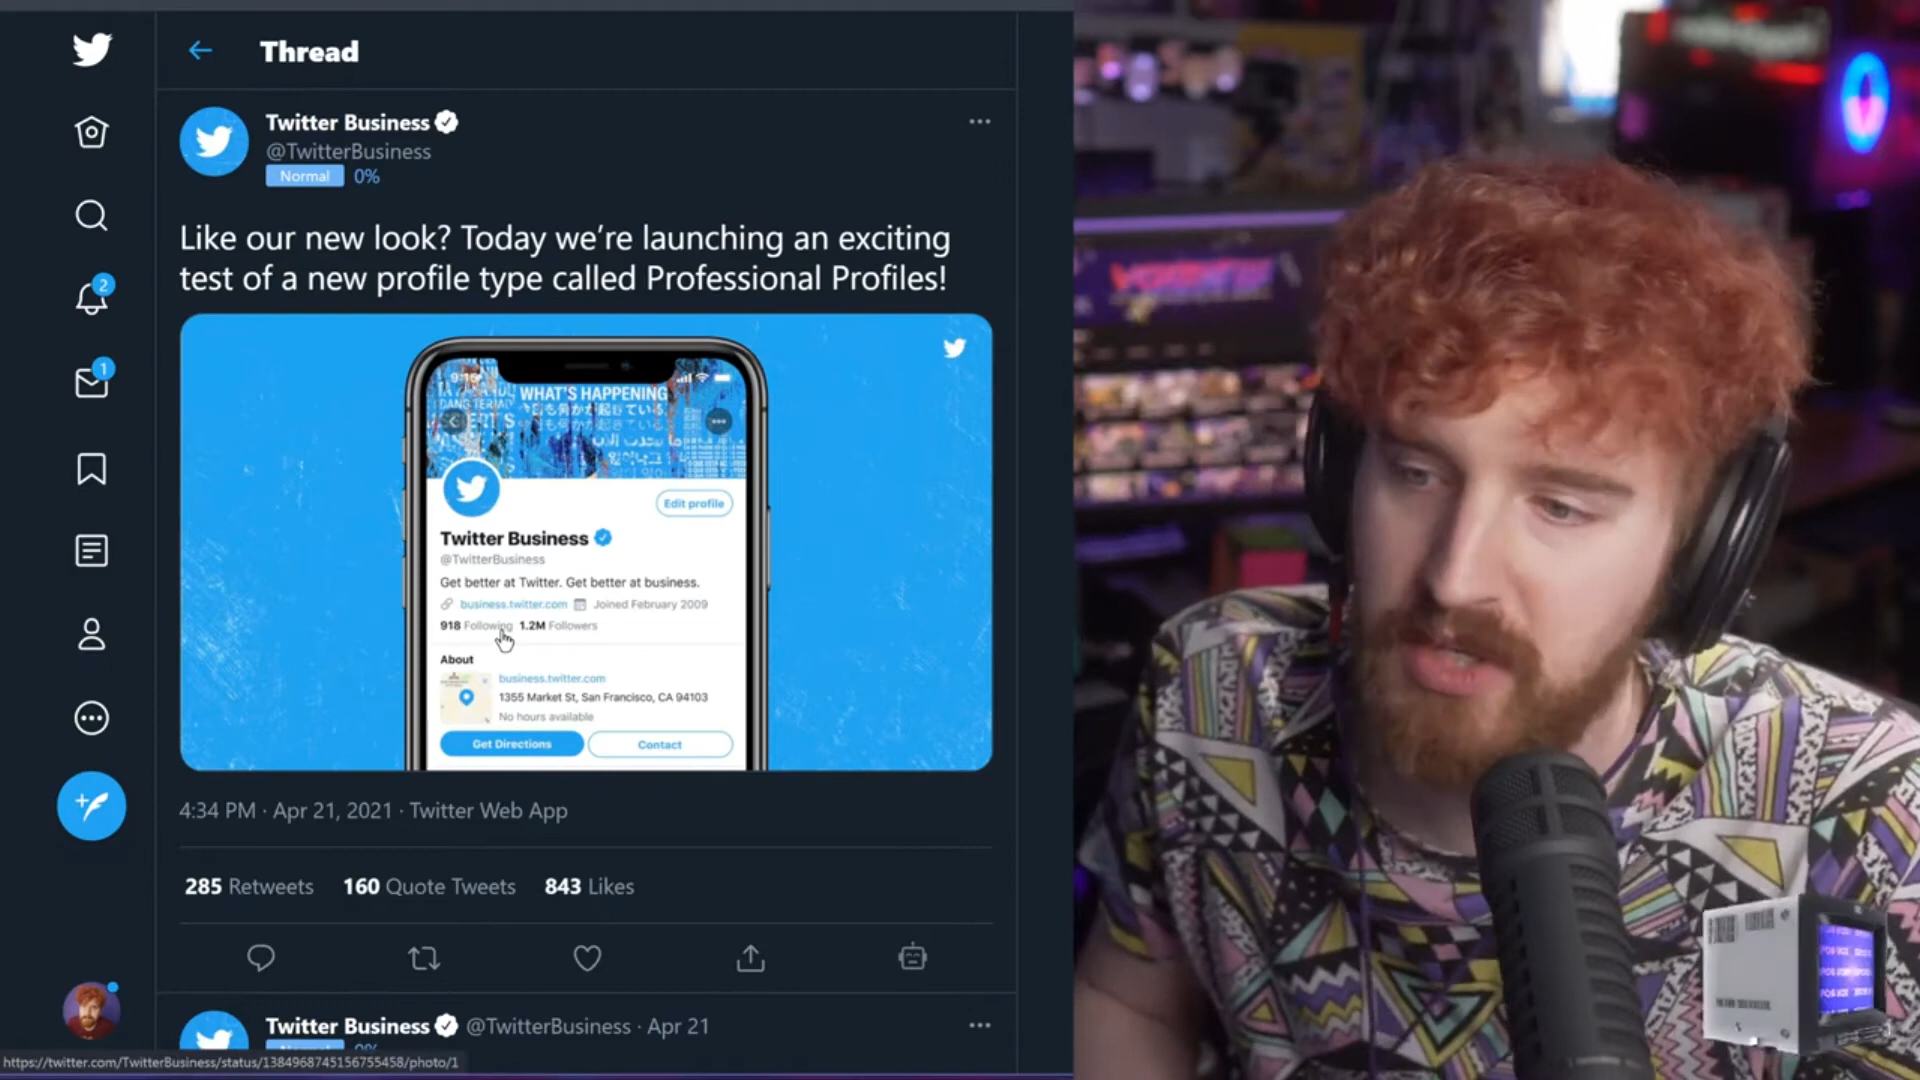 Thread
Twitter Business
@TwitterBusiness
Normal 0%
Like our new look? Today we’re launching an exciting
test of a new profile type called Professional Profiles!
9:15
WHAT'S HAPPENING
Edit profile
Twitter Business
@TwitterBusiness
Get better at Twitter. Get better at business.
business.twitter.com Joined February 2009
918 Following 1.2M Followers
About
business.twitter.com
1355 Market St, San Francisco, CA 94103
No hours available
Get Directions Contact
4:34 PM · Apr 21, 2021 · Twitter Web App
285 Retweets 160 Quote Tweets 843 Likes
Twitter Business @TwitterBusiness · Apr 21
2
1
https://twitter.com/TwitterBusiness/status/1384968745156755458/photo/1